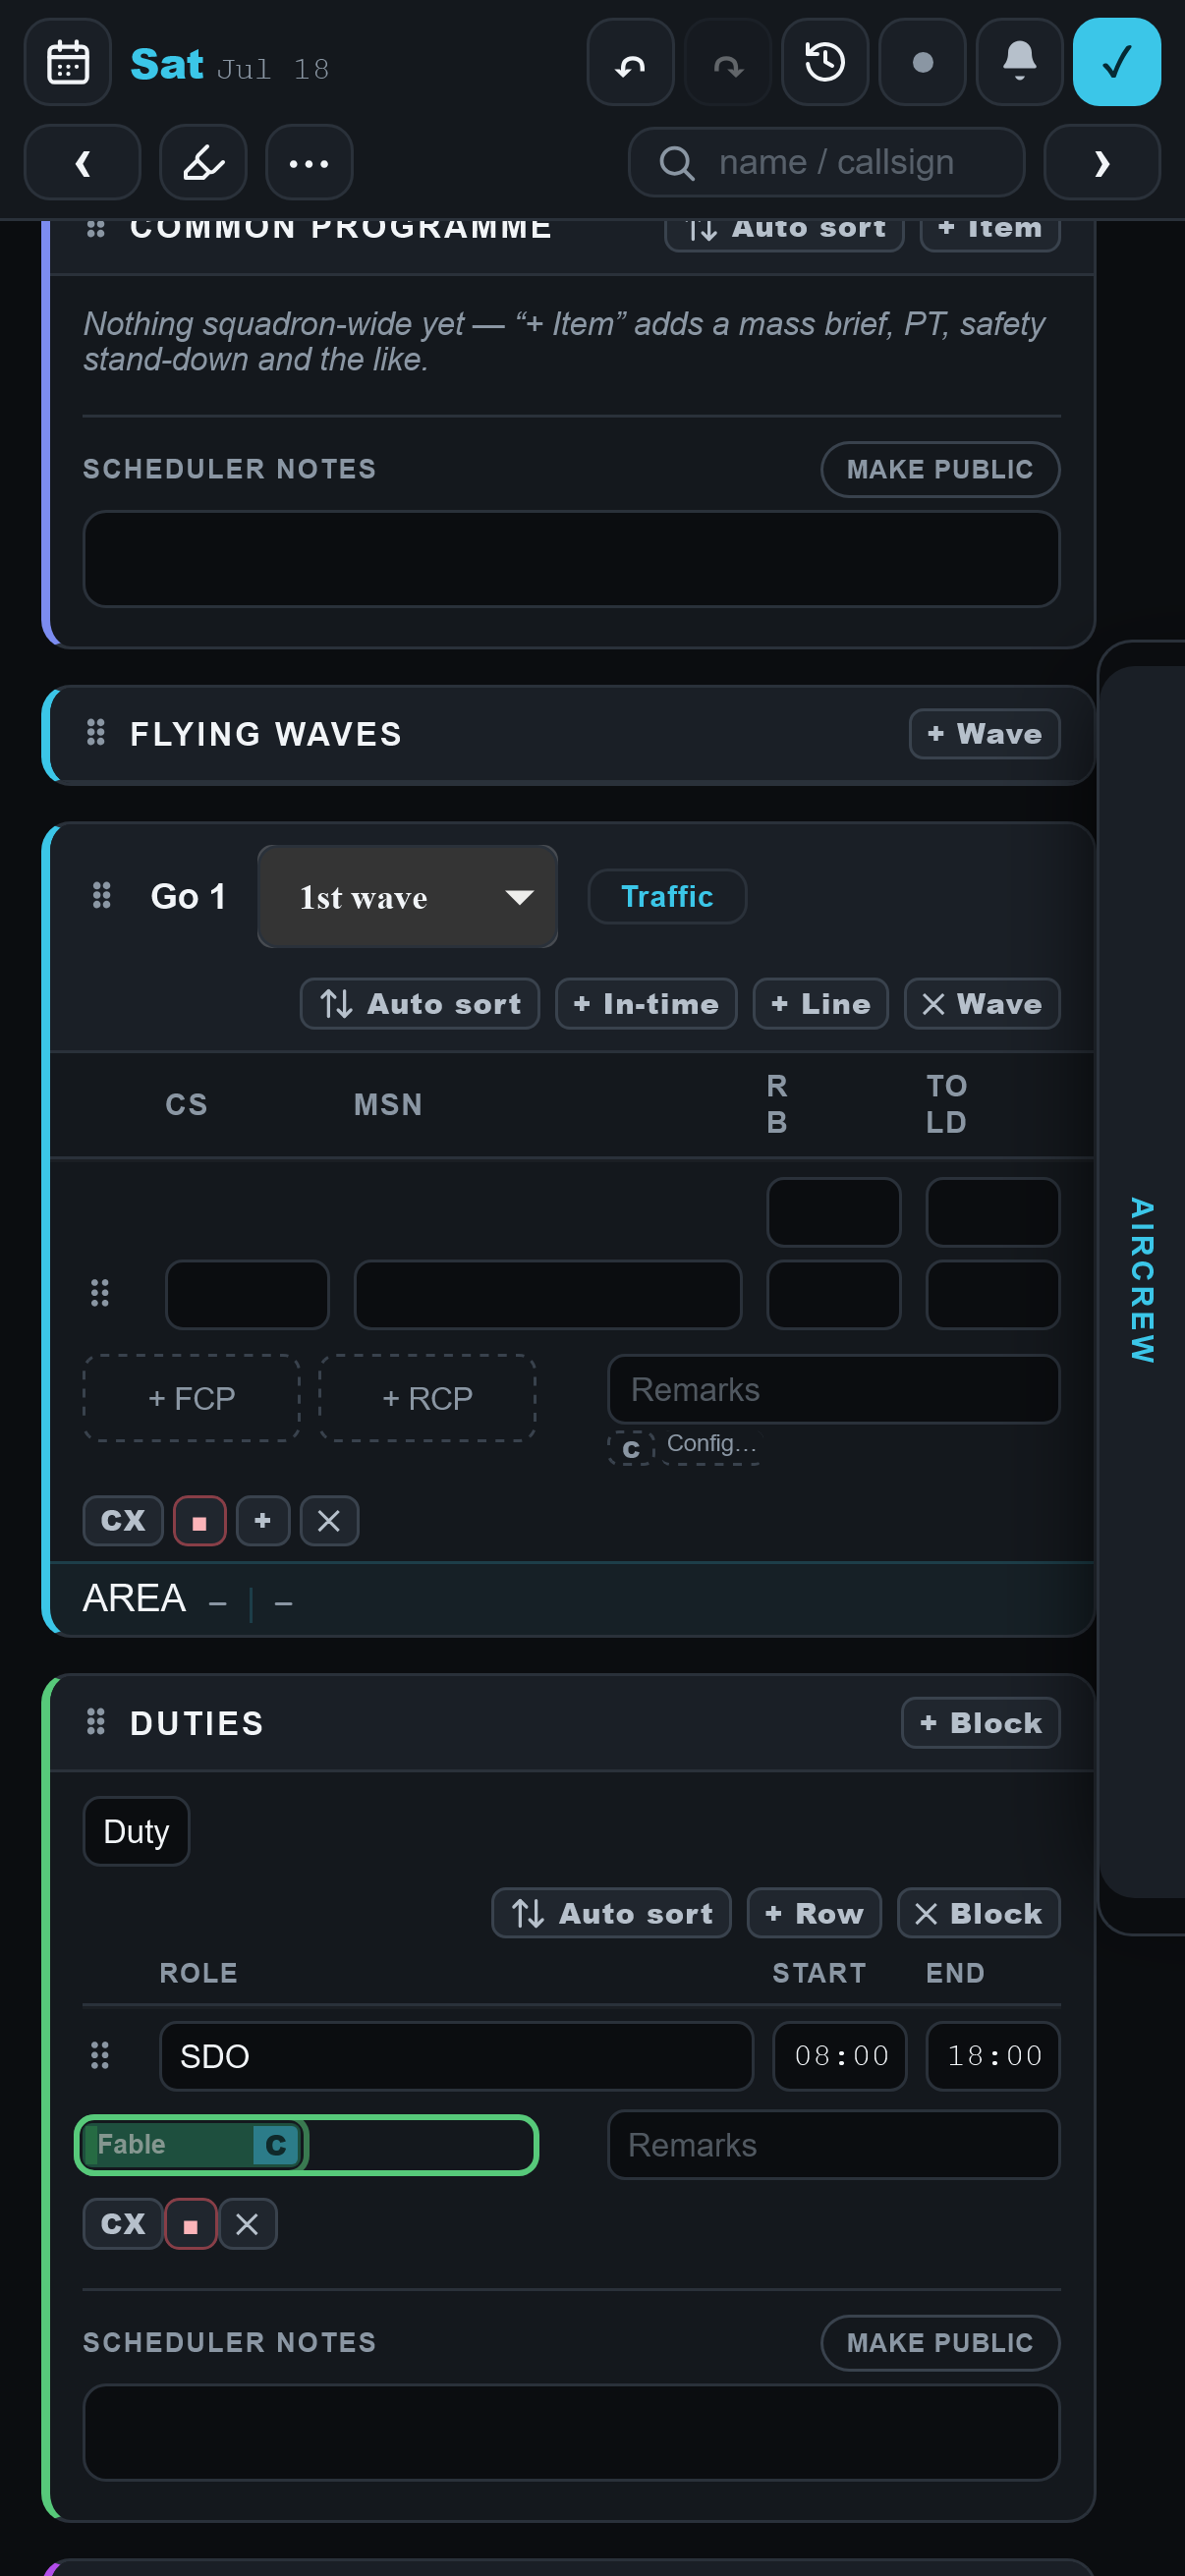 Sat Jul 18
name / callsign
COMMON PROGRAMME
Auto sort
+ Item
Nothing squadron-wide yet — “+ Item” adds a mass brief, PT, safety
stand-down and the like.
SCHEDULER NOTES
MAKE PUBLIC
FLYING WAVES
+ Wave
Go 1
1st wave
Traffic
Auto sort
+ In-time
+ Line
× Wave
CS
MSN
R
B
TO
LD
+ FCP
+ RCP
Remarks
C
Config…
CX
+
×
AREA – | –
AIRCREW
DUTIES
+ Block
Duty
Auto sort
+ Row
× Block
ROLE
START
END
SDO
08:00
18:00
Fable
C
Remarks
CX
×
SCHEDULER NOTES
MAKE PUBLIC